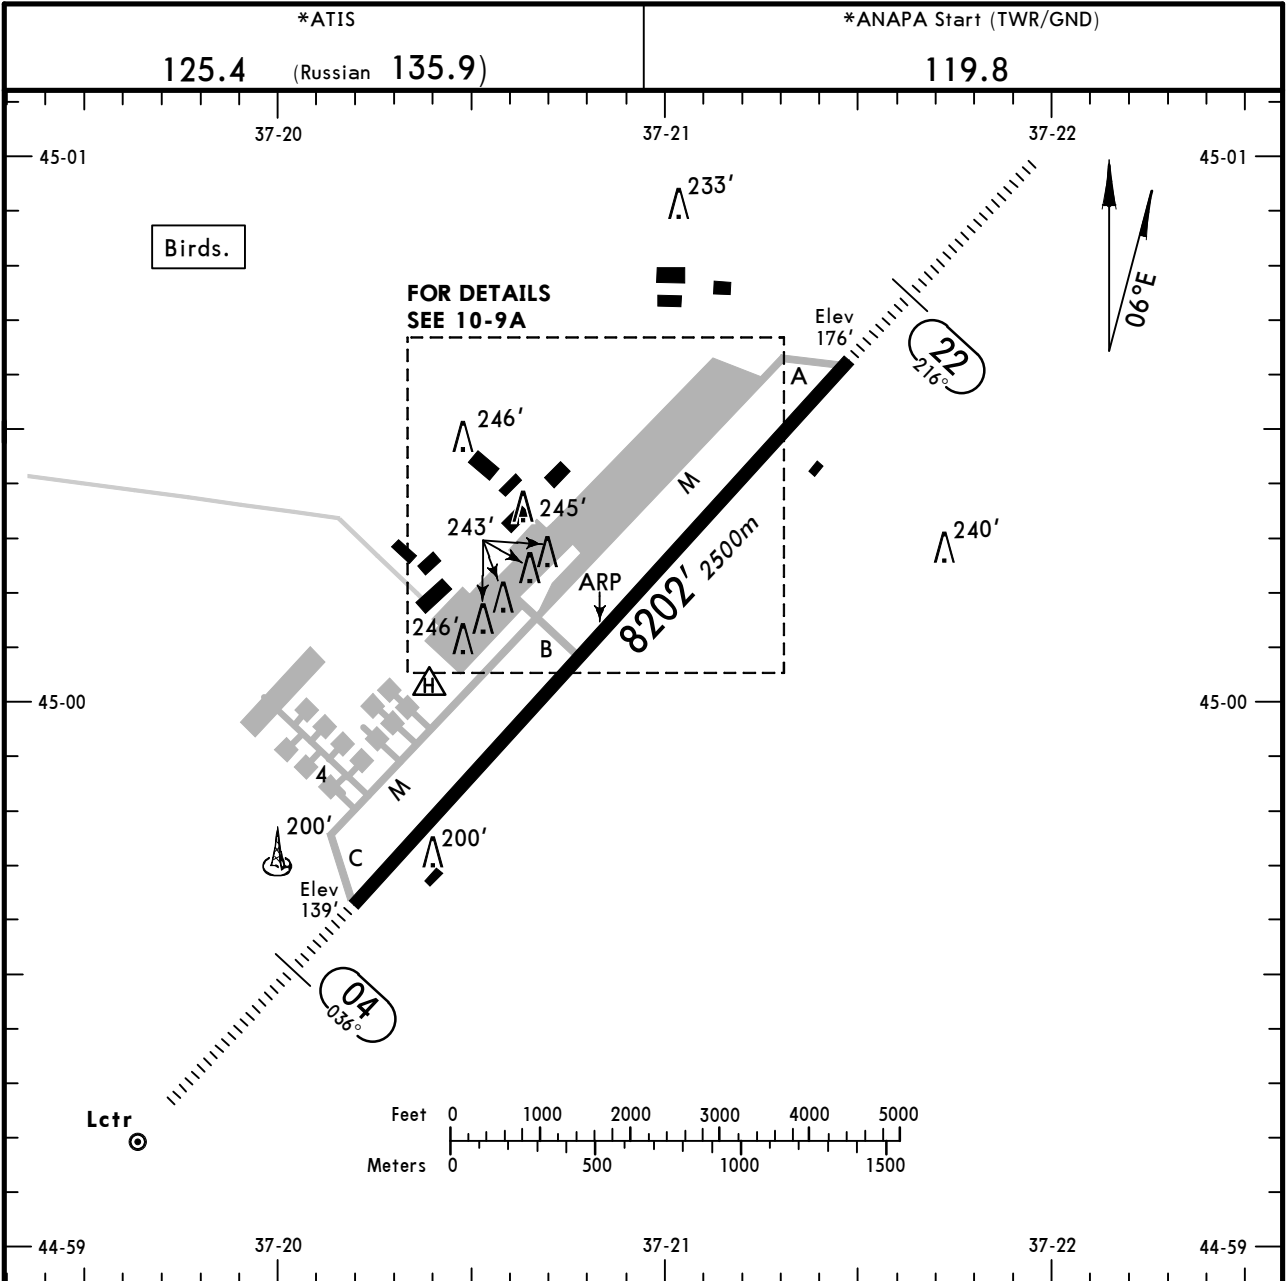 *ATIS
125.4 (Russian 135.9)
*ANAPA Start (TWR/GND)
119.8
37-20 37-21 37-22
45-01 45-01
233'
Birds.
06°E
FOR DETAILS
SEE 10-9A
Elev
176'
22
216°
A
246'
M
245'
243'
240'
8202' 2500m
ARP
246'
B
H
45-00 45-00
4
M
200'
200'
C
Elev
139'
04
036°
Lctr
Feet 0 1000 2000 3000 4000 5000
Meters 0 500 1000 1500
37-20 37-21 37-22
44-59 44-59